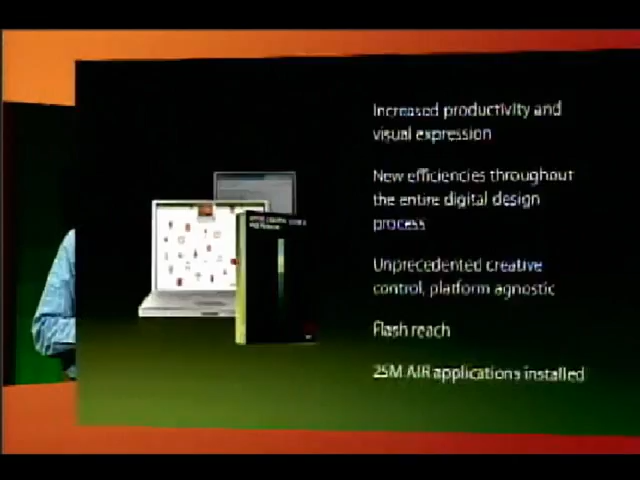 Increased productivity and
visual expression
New efficiencies throughout
the entire digital design
process
Unprecedented creative
control, platform agnostic
Flash reach
25M AIR applications installed